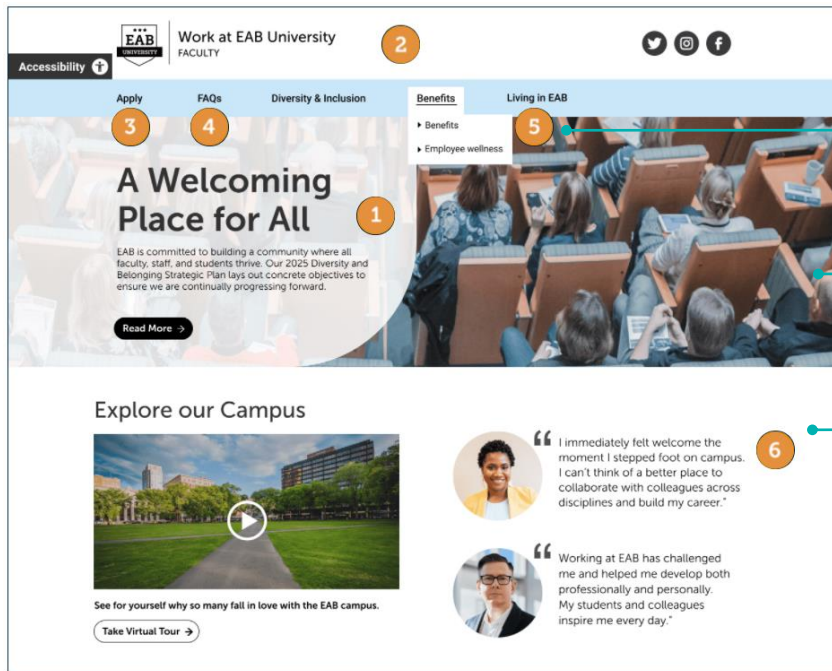 EAB
UNIVERSITY
Work at EAB University
FACULTY
2
Accessibility
Apply
FAQs
Diversity & Inclusion
Benefits
Living in EAB
3
4
Benefits
Employee wellness
5
A Welcoming
Place for All
1
EAB is committed to building a community where all
faculty, staff, and students thrive. Our 2025 Diversity and
Belonging Strategic Plan lays out concrete objectives to
ensure we are continually progressing forward.
Read More →
Explore our Campus
See for yourself why so many fall in love with the EAB campus.
Take Virtual Tour →
“ I immediately felt welcome the
moment I stepped foot on campus.
I can’t think of a better place to
collaborate with colleagues across
disciplines and build my career.”
6
“ Working at EAB has challenged
me and helped me develop both
professionally and personally.
My students and colleagues
inspire me every day.”